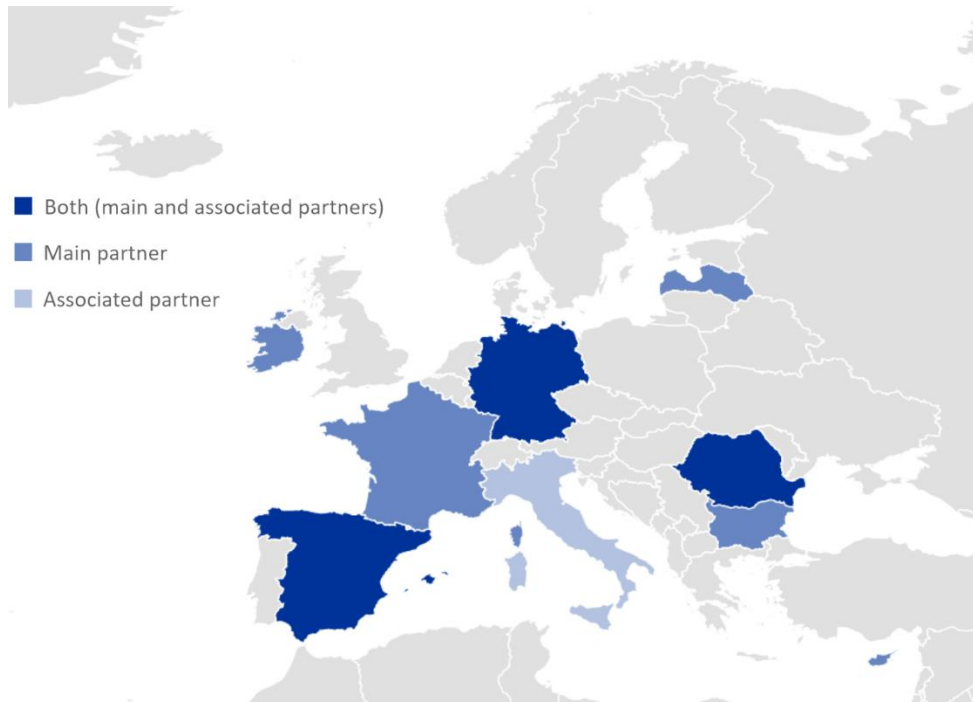 Both (main and associated partners)
Main partner
Associated partner